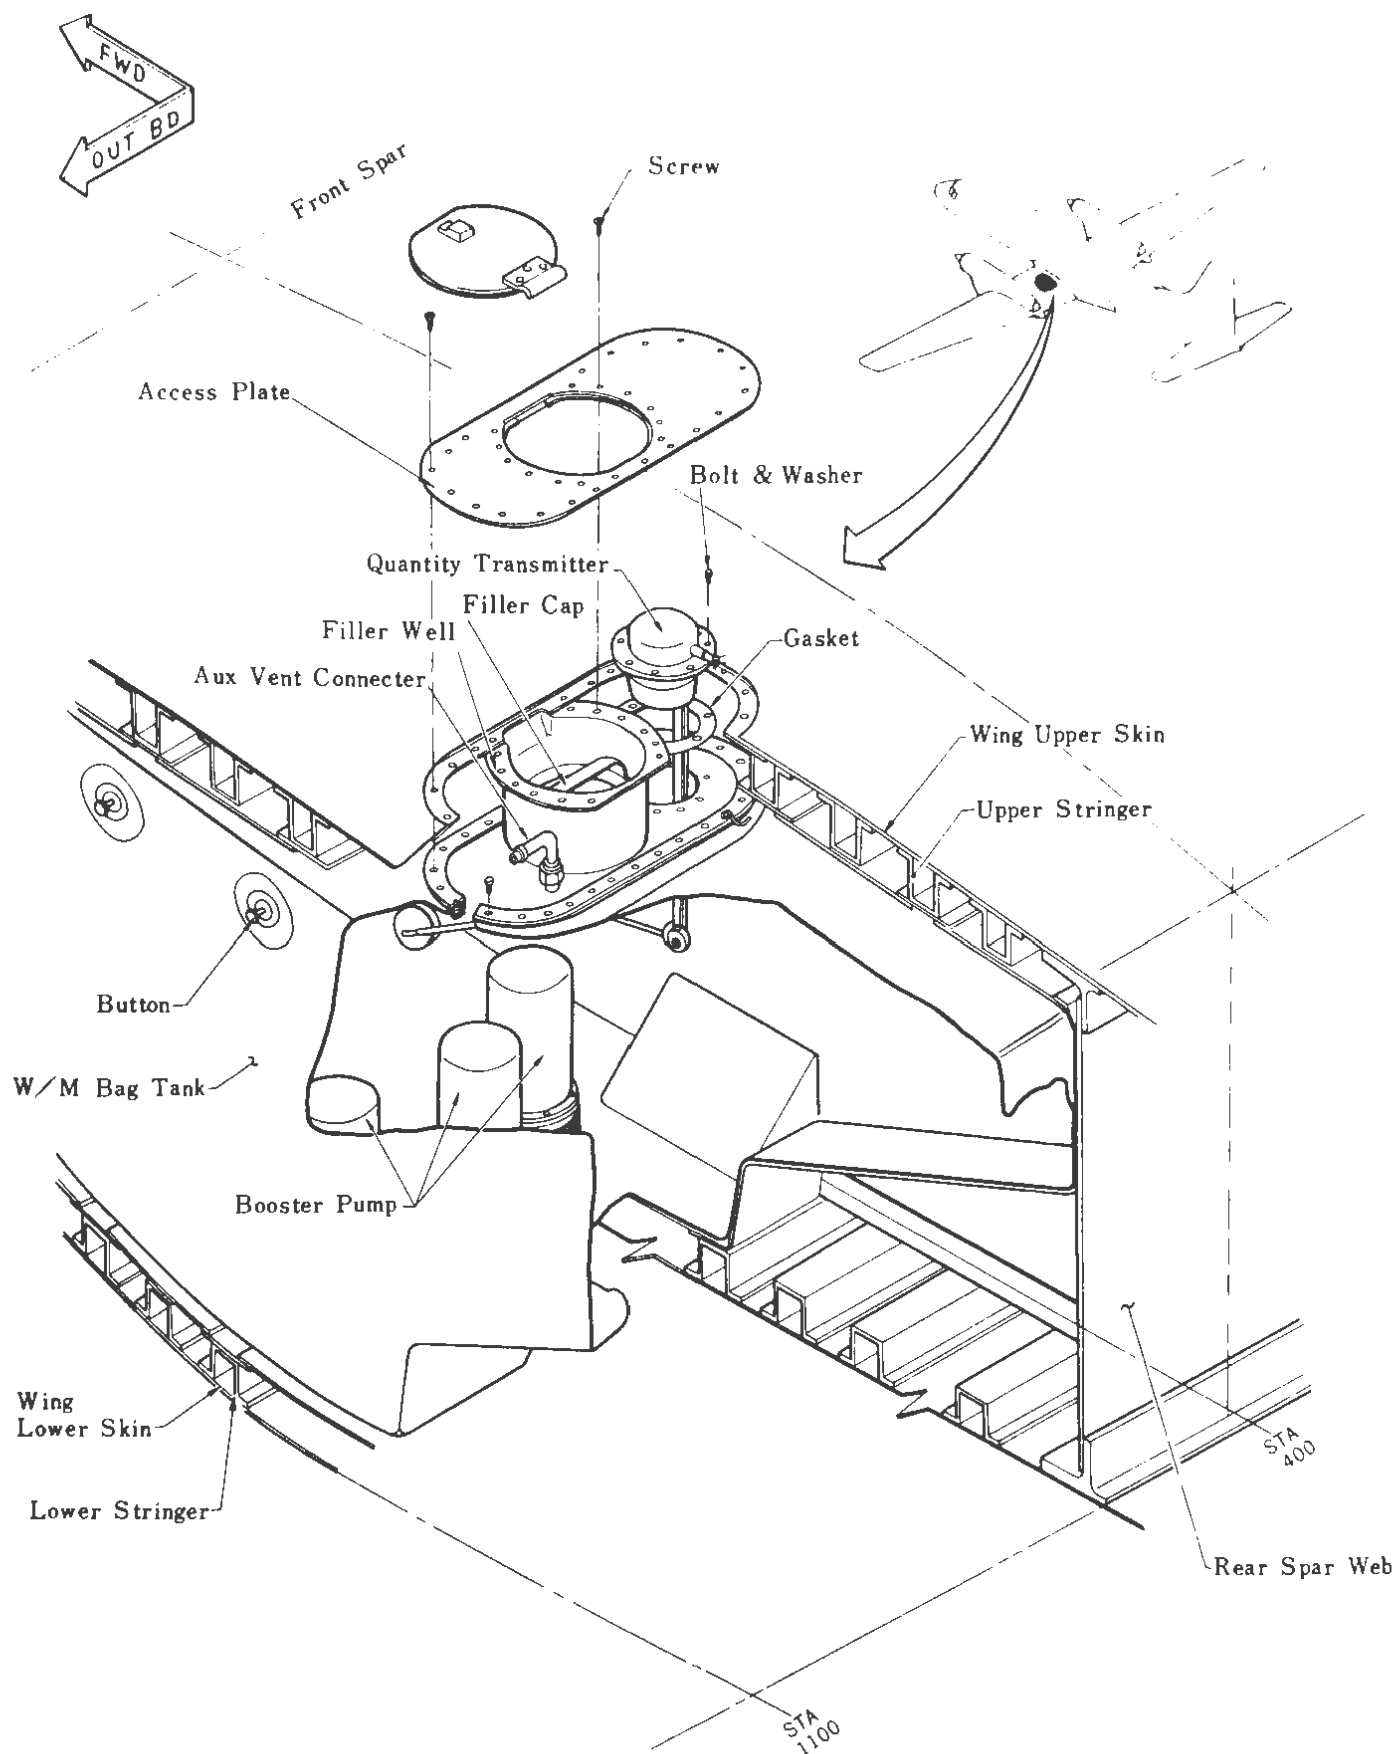 FWD
OUT BD
Front Spar
Screw
Access Plate
Bolt & Washer
Quantity Transmitter
Filler Cap
Filler Well
Gasket
Aux Vent Connecter
Wing Upper Skin
Upper Stringer
Button
W/M Bag Tank
Booster Pump
Wing
Lower Skin
STA
400
Lower Stringer
Rear Spar Web
STA
1100